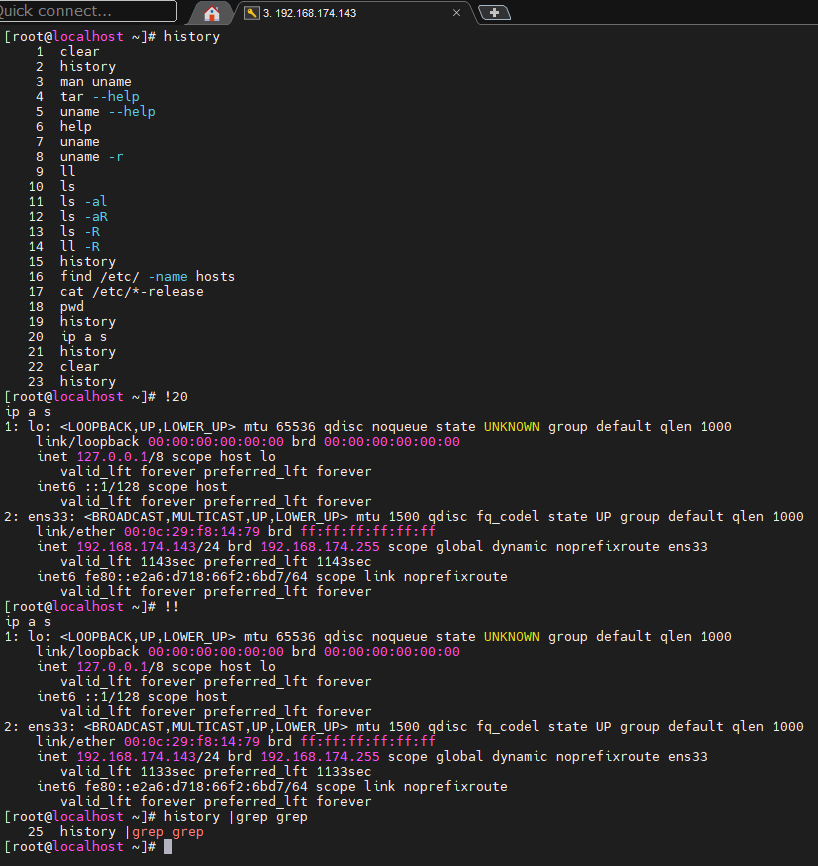 Quick connect...
3. 192.168.174.143
[root@localhost ~]# history
    1  clear
    2  history
    3  man uname
    4  tar --help
    5  uname --help
    6  help
    7  uname
    8  uname -r
    9  ll
   10  ls
   11  ls -al
   12  ls -aR
   13  ls -R
   14  ll -R
   15  history
   16  find /etc/ -name hosts
   17  cat /etc/*-release
   18  pwd
   19  history
   20  ip a s
   21  history
   22  clear
   23  history
[root@localhost ~]# !20
ip a s
1: lo: <LOOPBACK,UP,LOWER_UP> mtu 65536 qdisc noqueue state UNKNOWN group default qlen 1000
    link/loopback 00:00:00:00:00:00 brd 00:00:00:00:00:00
    inet 127.0.0.1/8 scope host lo
       valid_lft forever preferred_lft forever
    inet6 ::1/128 scope host
       valid_lft forever preferred_lft forever
2: ens33: <BROADCAST,MULTICAST,UP,LOWER_UP> mtu 1500 qdisc fq_codel state UP group default qlen 1000
    link/ether 00:0c:29:f8:14:79 brd ff:ff:ff:ff:ff:ff
    inet 192.168.174.143/24 brd 192.168.174.255 scope global dynamic noprefixroute ens33
       valid_lft 1143sec preferred_lft 1143sec
    inet6 fe80::e2a6:d718:66f2:6bd7/64 scope link noprefixroute
       valid_lft forever preferred_lft forever
[root@localhost ~]# !!
ip a s
1: lo: <LOOPBACK,UP,LOWER_UP> mtu 65536 qdisc noqueue state UNKNOWN group default qlen 1000
    link/loopback 00:00:00:00:00:00 brd 00:00:00:00:00:00
    inet 127.0.0.1/8 scope host lo
       valid_lft forever preferred_lft forever
    inet6 ::1/128 scope host
       valid_lft forever preferred_lft forever
2: ens33: <BROADCAST,MULTICAST,UP,LOWER_UP> mtu 1500 qdisc fq_codel state UP group default qlen 1000
    link/ether 00:0c:29:f8:14:79 brd ff:ff:ff:ff:ff:ff
    inet 192.168.174.143/24 brd 192.168.174.255 scope global dynamic noprefixroute ens33
       valid_lft 1133sec preferred_lft 1133sec
    inet6 fe80::e2a6:d718:66f2:6bd7/64 scope link noprefixroute
       valid_lft forever preferred_lft forever
[root@localhost ~]# history |grep grep
   25  history |grep grep
[root@localhost ~]#